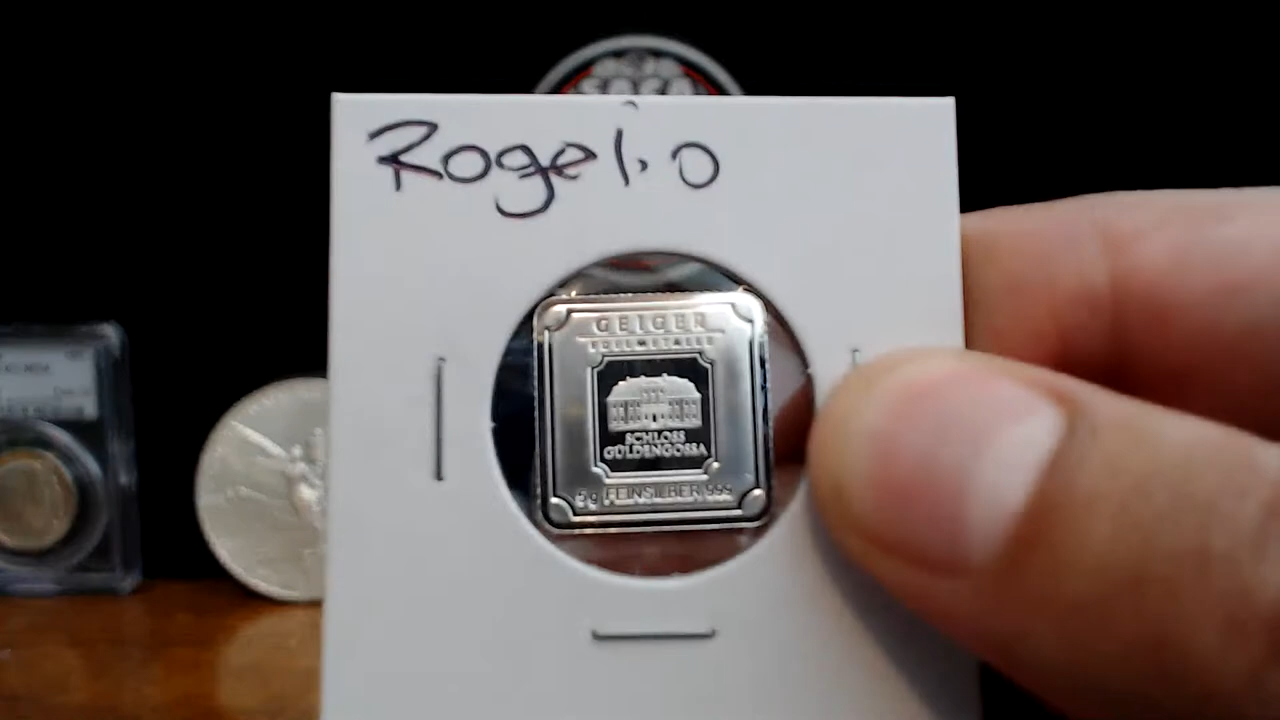 Rogelio
GEIGER
EDELMETALLE
SCHLOSS
GÜLDENGOSSA
5g FEINSILBER 999